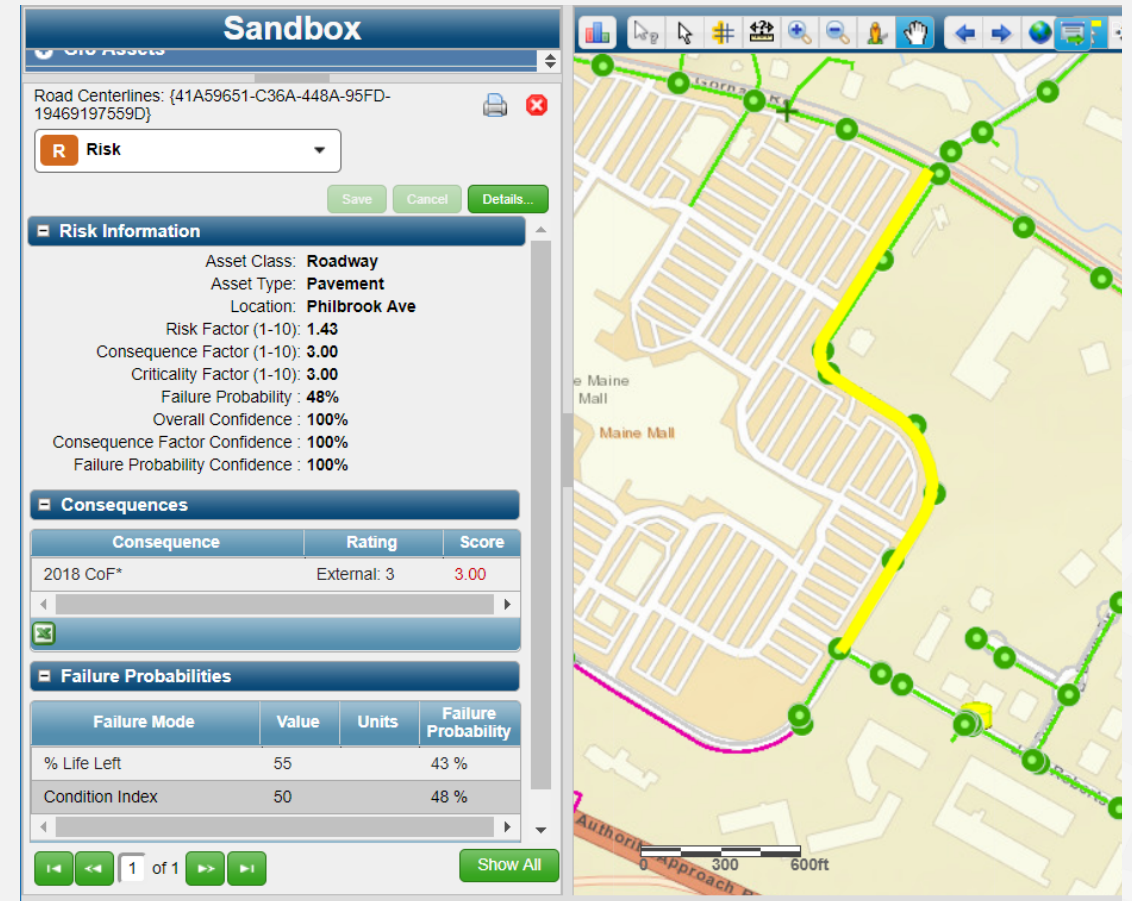 Sandbox
Road Centerlines: {41A59651-C36A-448A-95FD-
19469197559D}
R Risk
Save Cancel Details...
Risk Information
Asset Class: Roadway
Asset Type: Pavement
Location: Philbrook Ave
Risk Factor (1-10): 1.43
Consequence Factor (1-10): 3.00
Criticality Factor (1-10): 3.00
Failure Probability : 48%
Overall Confidence : 100%
Consequence Factor Confidence : 100%
Failure Probability Confidence : 100%
Consequences
Consequence Rating Score
2018 CoF* External: 3 3.00
Failure Probabilities
Failure Mode Value Units Failure
Probability
% Life Left 55 43 %
Condition Index 50 48 %
1 of 1
Show All
e Maine
Mall
Maine Mall
Approach
0 300 600ft